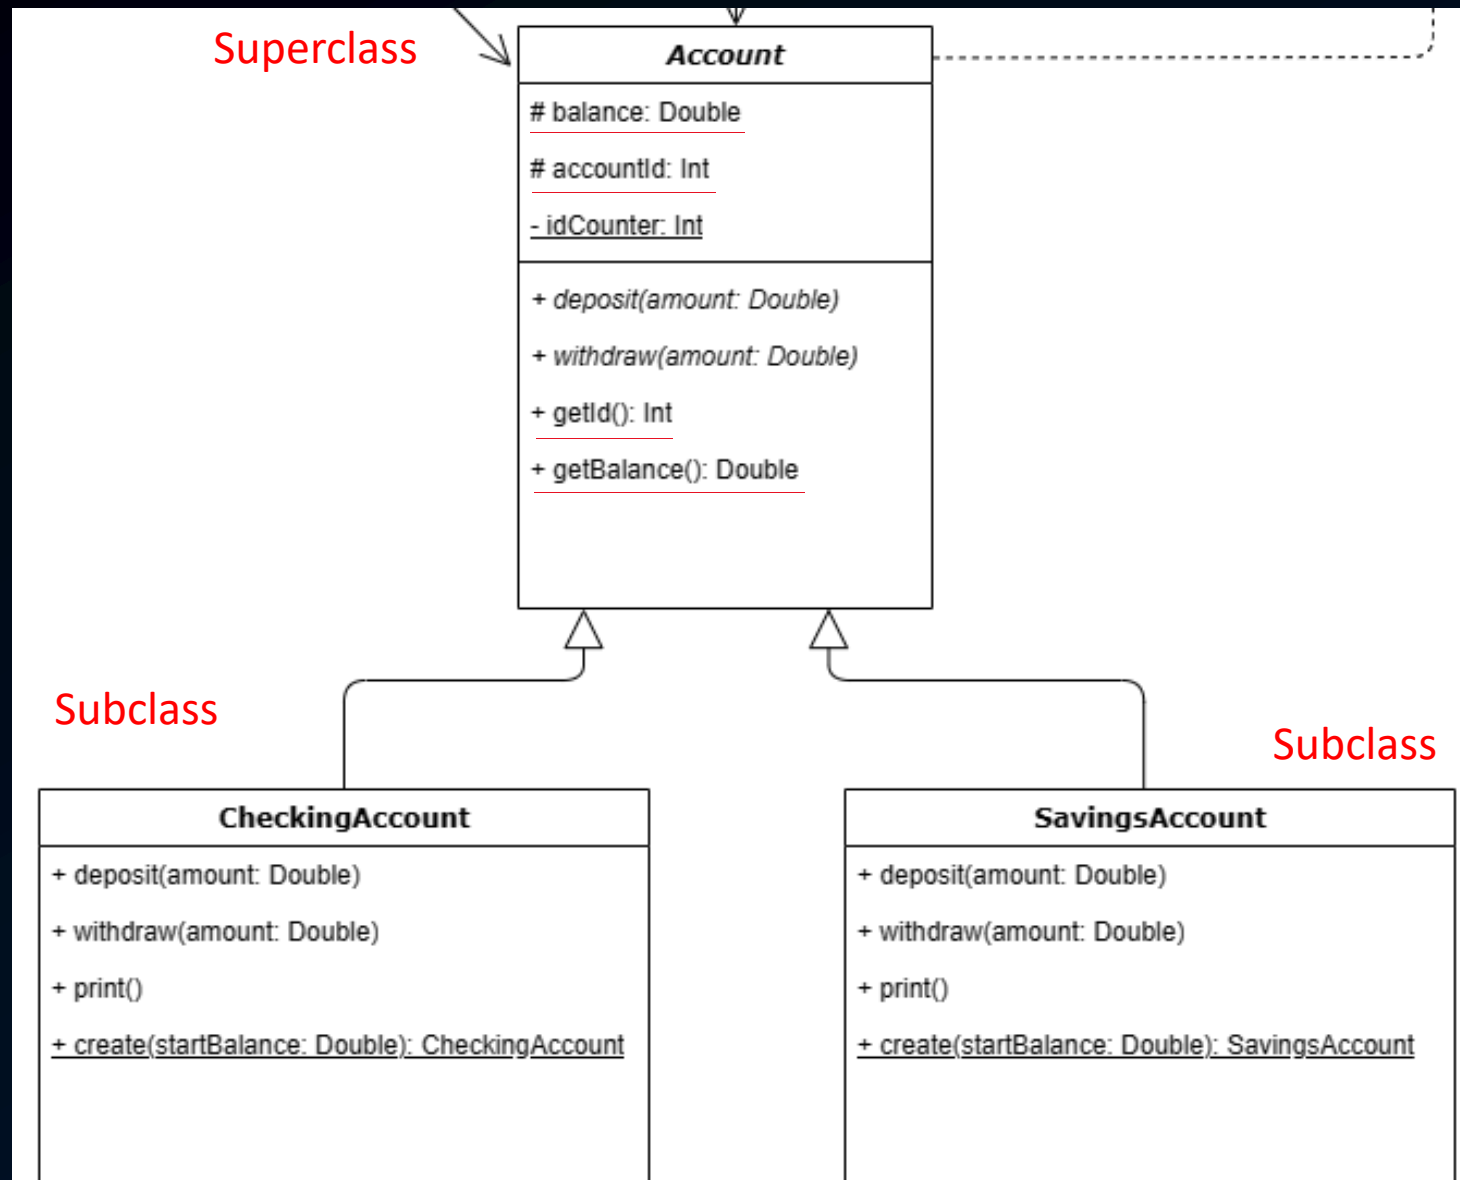 Superclass
Account
# balance: Double
# accountId: Int
- idCounter: Int
+ deposit(amount: Double)
+ withdraw(amount: Double)
+ getId(): Int
+ getBalance(): Double
Subclass
Subclass
CheckingAccount
+ deposit(amount: Double)
+ withdraw(amount: Double)
+ print()
+ create(startBalance: Double): CheckingAccount
SavingsAccount
+ deposit(amount: Double)
+ withdraw(amount: Double)
+ print()
+ create(startBalance: Double): SavingsAccount